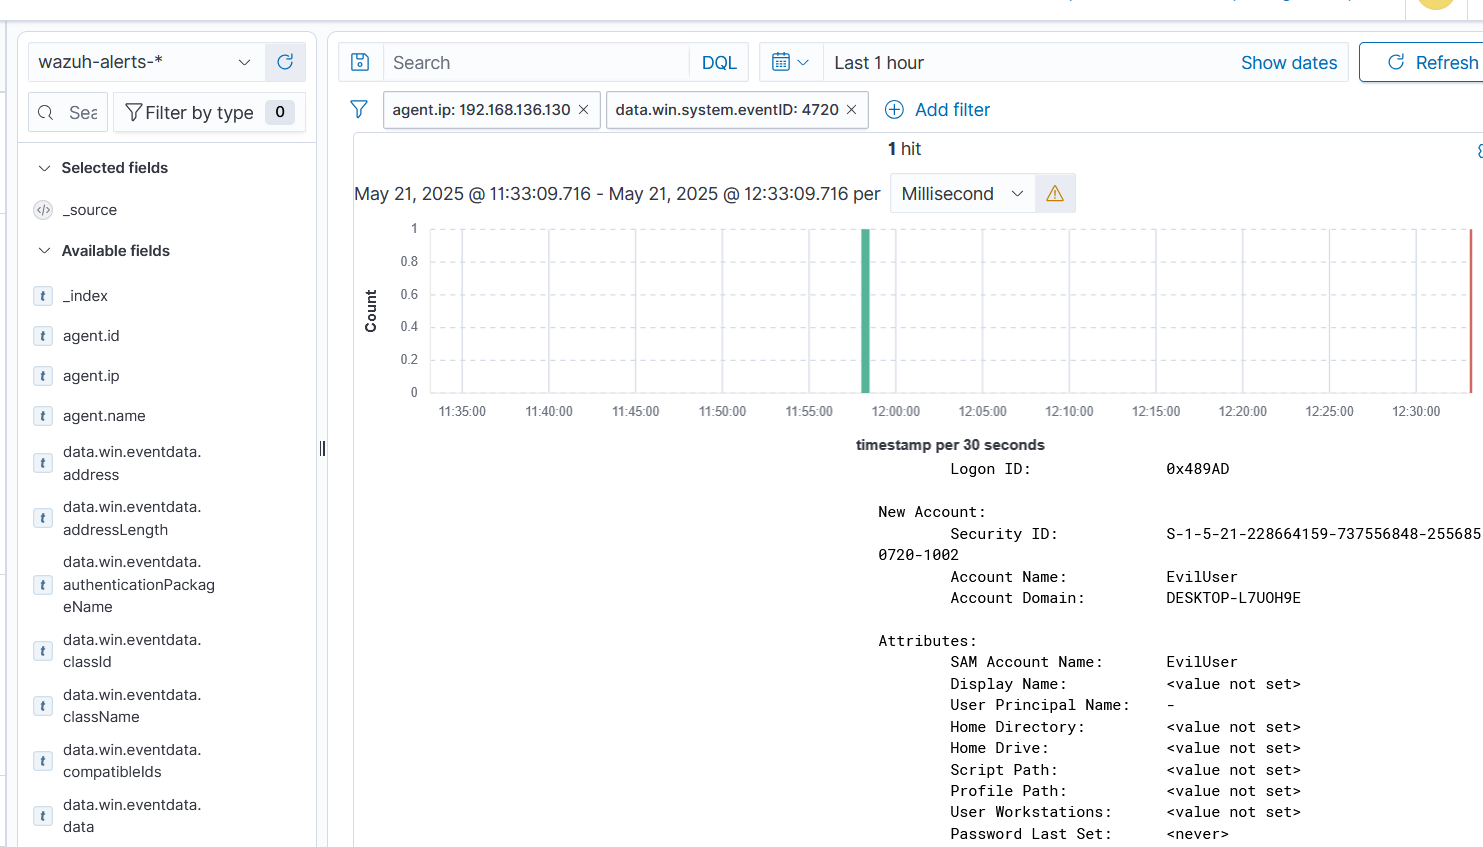 wazuh-alerts-*
Search DQL
Last 1 hour Show dates
Refresh
Sea
Filter by type 0
agent.ip: 192.168.136.130 ×
data.win.system.eventID: 4720 ×
Add filter
Selected fields
_source
Available fields
_index
agent.id
agent.ip
agent.name
data.win.eventdata.
address
data.win.eventdata.
addressLength
data.win.eventdata.
authenticationPackag
eName
data.win.eventdata.
classId
data.win.eventdata.
className
data.win.eventdata.
compatibleIds
data.win.eventdata.
data
1 hit
May 21, 2025 @ 11:33:09.716 - May 21, 2025 @ 12:33:09.716 per Millisecond
Count
1
0.8
0.6
0.4
0.2
0
11:35:00 11:40:00 11:45:00 11:50:00 11:55:00 12:00:00 12:05:00 12:10:00 12:15:00 12:20:00 12:25:00 12:30:00
timestamp per 30 seconds
Logon ID: 0x489AD
New Account:
Security ID: S-1-5-21-228664159-737556848-255685
0720-1002
Account Name: EvilUser
Account Domain: DESKTOP-L7UOH9E
Attributes:
SAM Account Name: EvilUser
Display Name: <value not set>
User Principal Name: -
Home Directory: <value not set>
Home Drive: <value not set>
Script Path: <value not set>
Profile Path: <value not set>
User Workstations: <value not set>
Password Last Set: <never>